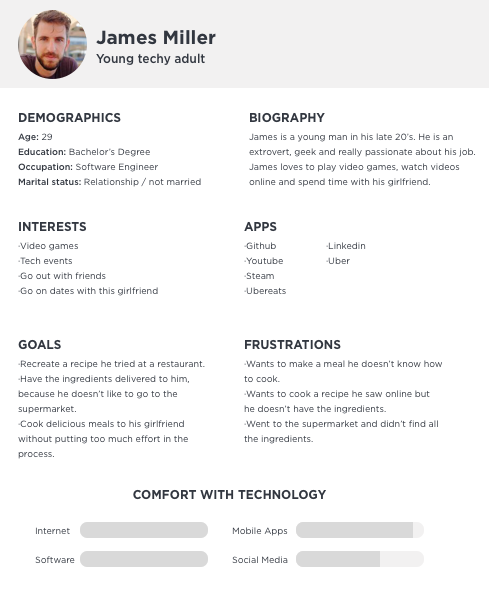 James Miller
Young techy adult
DEMOGRAPHICS
Age: 29
Education: Bachelor's Degree
Occupation: Software Engineer
Marital status: Relationship / not married
BIOGRAPHY
James is a young man in his late 20's. He is an
extrovert, geek and really passionate about his job.
James loves to play video games, watch videos
online and spend time with his girlfriend.
INTERESTS
·Video games
·Tech events
·Go out with friends
·Go on dates with this girlfriend
APPS
·Github
·Youtube
·Steam
·Ubereats
·Linkedin
·Uber
GOALS
·Recreate a recipe he tried at a restaurant.
·Have the ingredients delivered to him,
because he doesn't like to go to the
supermarket.
·Cook delicious meals to his girlfriend
without putting too much effort in the
process.
FRUSTRATIONS
·Wants to make a meal he doesn't know how
to cook.
·Wants to cook a recipe he saw online but
he doesn't have the ingredients.
·Went to the supermarket and didn't find all
the ingredients.
COMFORT WITH TECHNOLOGY
Internet
Software
Mobile Apps
Social Media